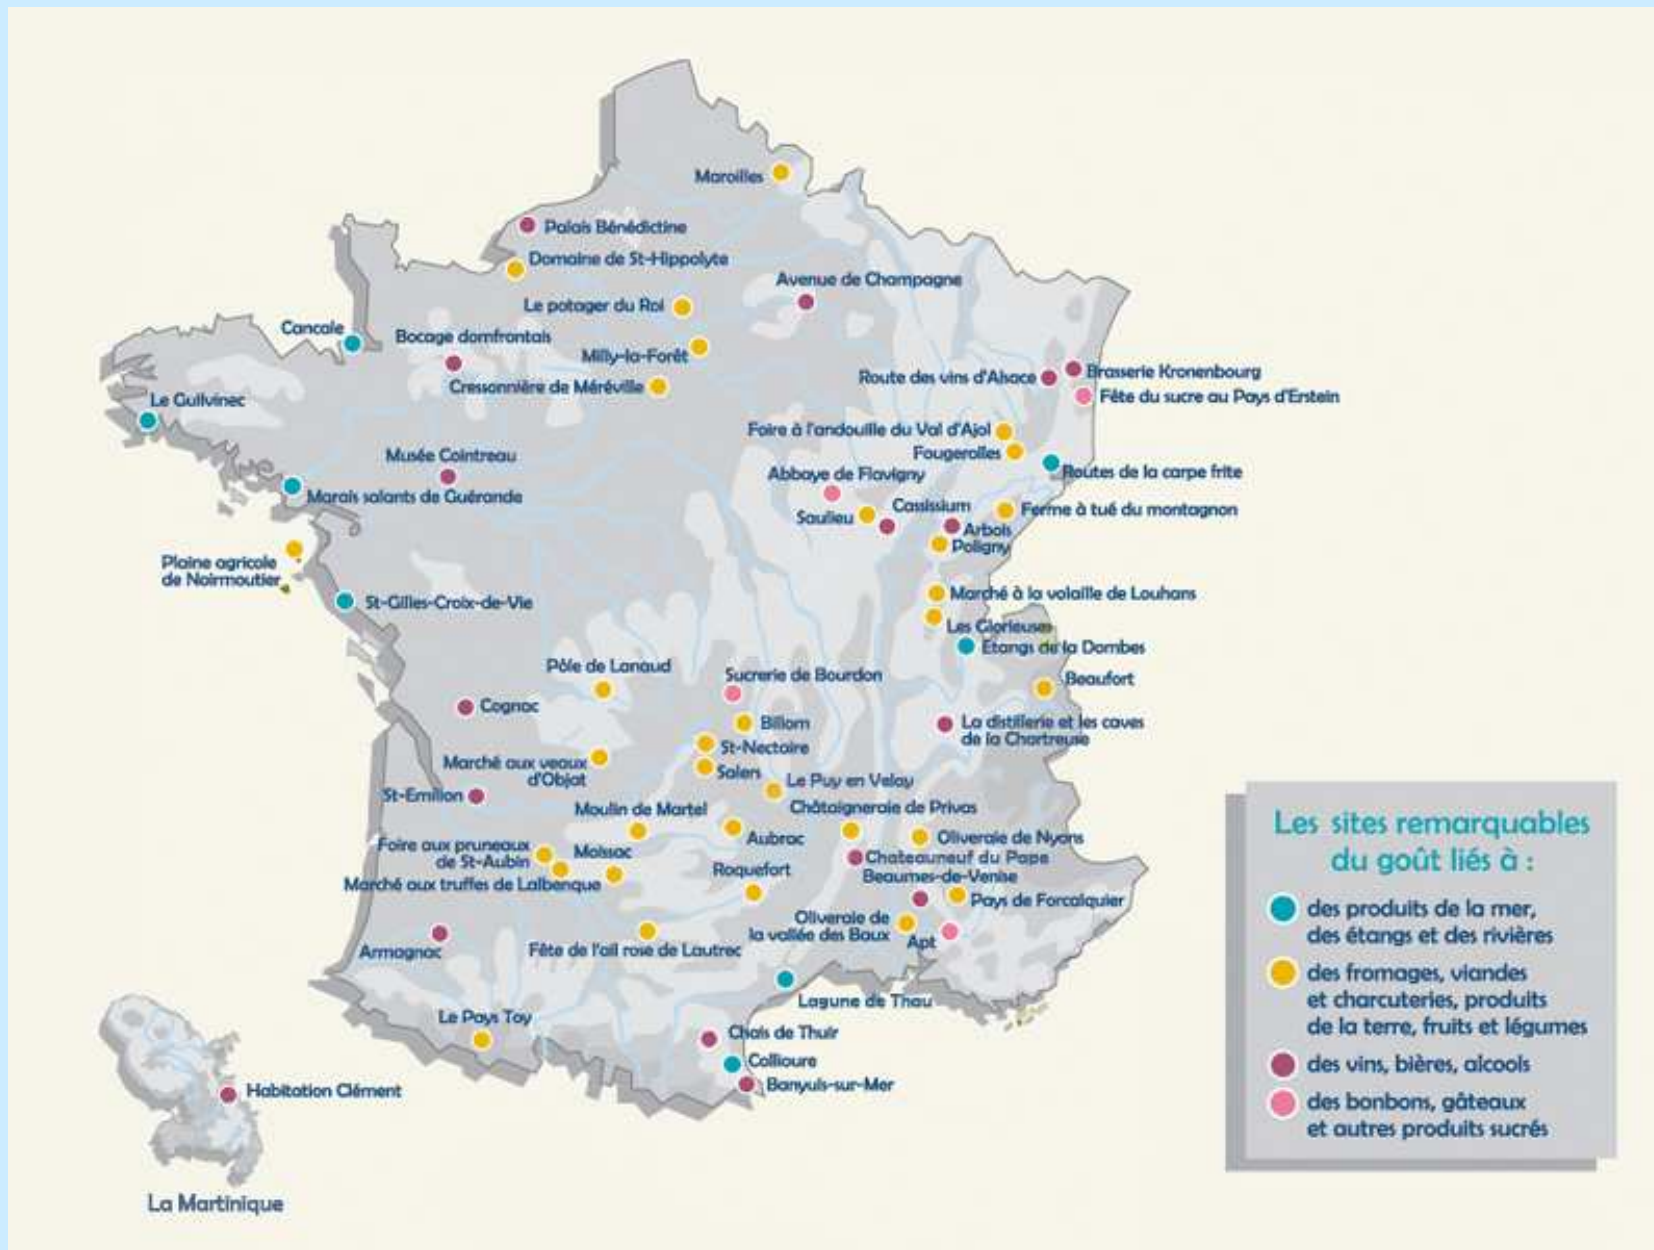 Maroilles
Palais Bénédictine
Domaine de St-Hippolyte
Avenue de Champagne
Le potager du Roi
Cancale
Bocage domfrontais
Milly-la-Forêt
Cressonnière de Méréville
Route des vins d'Alsace
Brasserie Kronenbourg
Fête du sucre au Pays d'Erstein
Le Guilvinec
Foire à l'andouille du Val d'Ajol
Fougerolles
Musée Cointreau
Routes de la carpe frite
Abbaye de Flavigny
Marais salants de Guérande
Cassissium
Saulieu
Ferme à tué du montagnon
Arbois
Poligny
Plaine agricole
de Noirmoutier
St-Gilles-Croix-de-Vie
Marché à la volaille de Louhans
Les Glorieuses
Etangs de la Dombes
Pôle de Lanaud
Sucrerie de Bourdon
Beaufort
Cognac
Billom
La distillerie et les caves
de la Chartreuse
St-Nectaire
Marché aux veaux
d'Objat
Salers
Le Puy en Velay
St-Emilion
Moulin de Martel
Châtaigneraie de Privas
Aubrac
Oliveraie de Nyons
Foire aux pruneaux
de St-Aubin
Moissac
Chateauneuf du Pape
Roquefort
Beaumes-de-Venise
Marché aux truffes de Lalbenque
Pays de Forcalquier
Oliveraie de
la vallée des Baux
Apt
Armagnac
Fête de l'ail rose de Lautrec
Lagune de Thau
Le Pays Toy
Chais de Thuir
Collioure
Banyuls-sur-Mer
Habitation Clément
La Martinique
Les sites remarquables
du goût liés à :
des produits de la mer,
des étangs et des rivières
des fromages, viandes
et charcuteries, produits
de la terre, fruits et légumes
des vins, bières, alcools
des bonbons, gâteaux
et autres produits sucrés